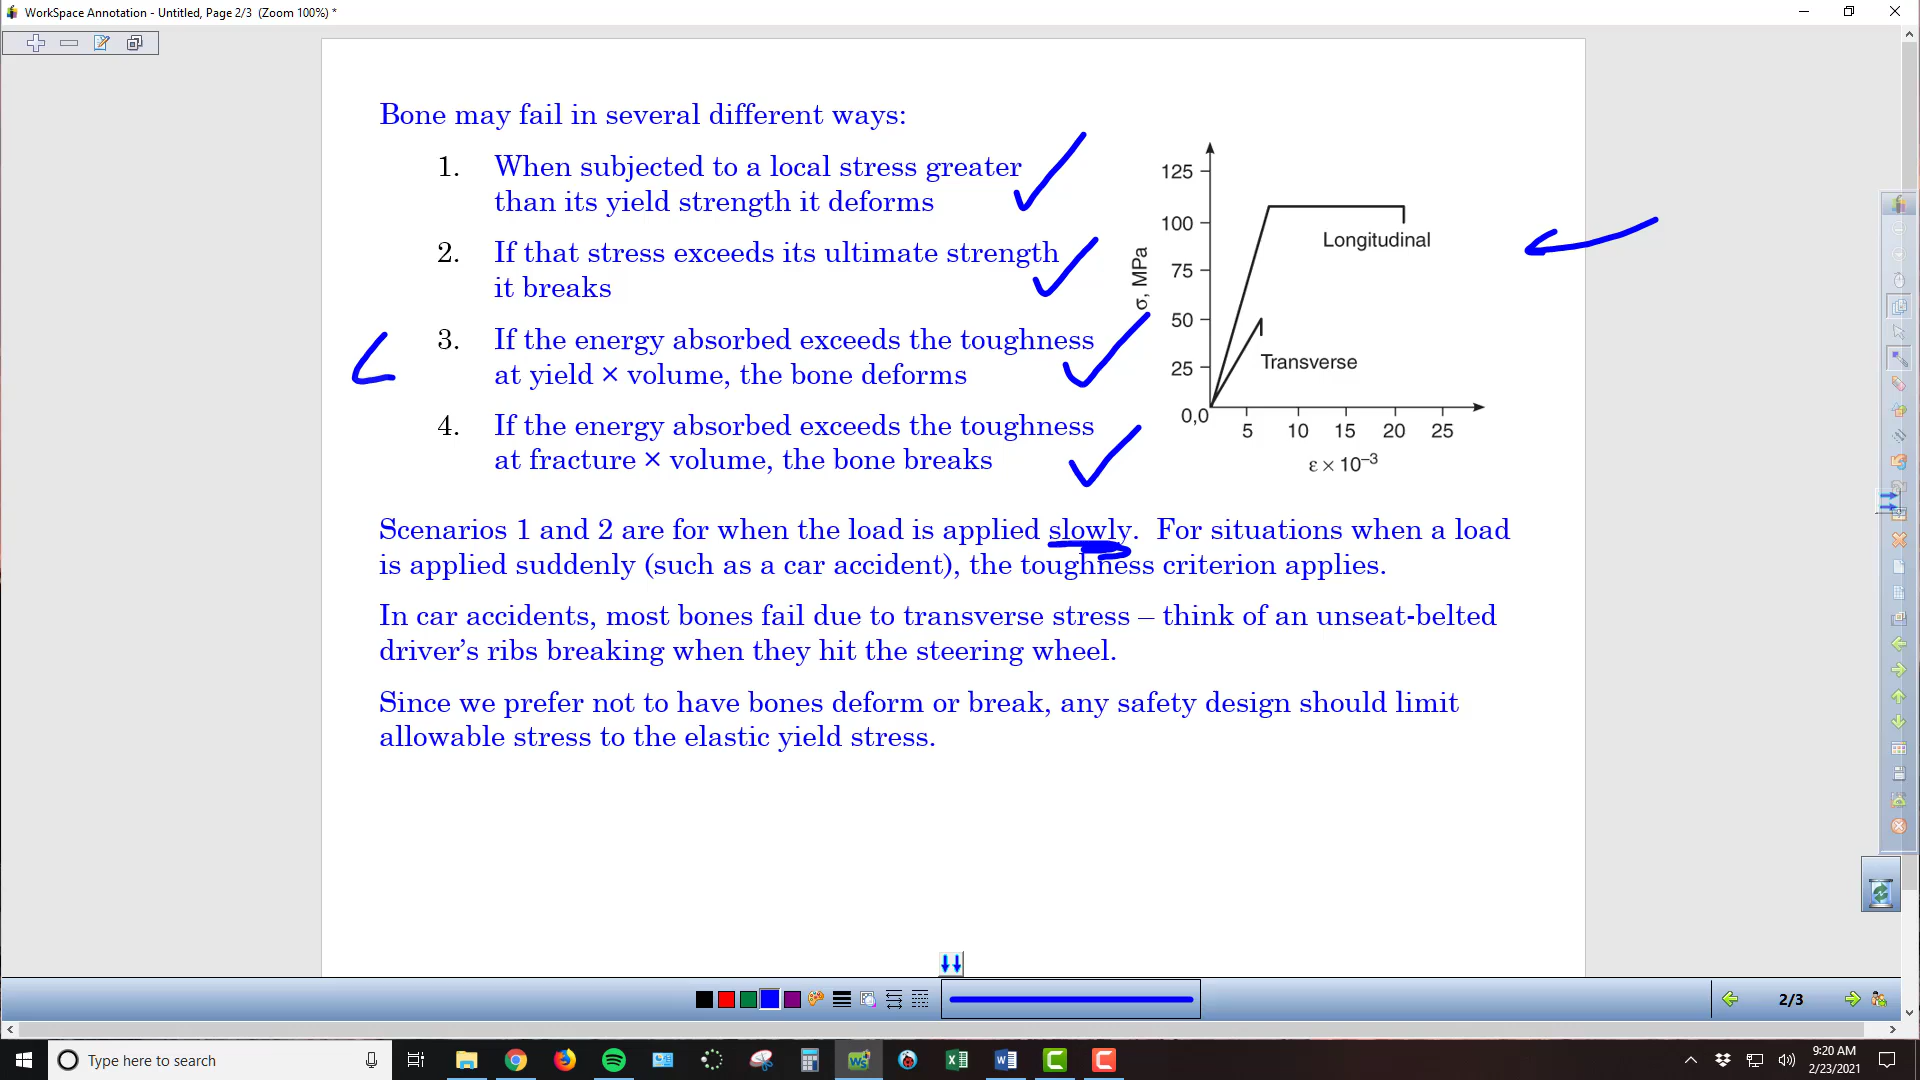 WorkSpace Annotation - Untitled, Page 2/3 (Zoom 100%) *
Bone may fail in several different ways:
1. When subjected to a local stress greater
than its yield strength it deforms
2. If that stress exceeds its ultimate strength
it breaks
3. If the energy absorbed exceeds the toughness
at yield × volume, the bone deforms
4. If the energy absorbed exceeds the toughness
at fracture × volume, the bone breaks
125
100
75
50
25
0,0
σ, MPa
Longitudinal
Transverse
5 10 15 20 25
ε × 10⁻³
Scenarios 1 and 2 are for when the load is applied slowly. For situations when a load
is applied suddenly (such as a car accident), the toughness criterion applies.
In car accidents, most bones fail due to transverse stress – think of an unseat-belted
driver’s ribs breaking when they hit the steering wheel.
Since we prefer not to have bones deform or break, any safety design should limit
allowable stress to the elastic yield stress.
2/3
Type here to search
9:20 AM
2/23/2021